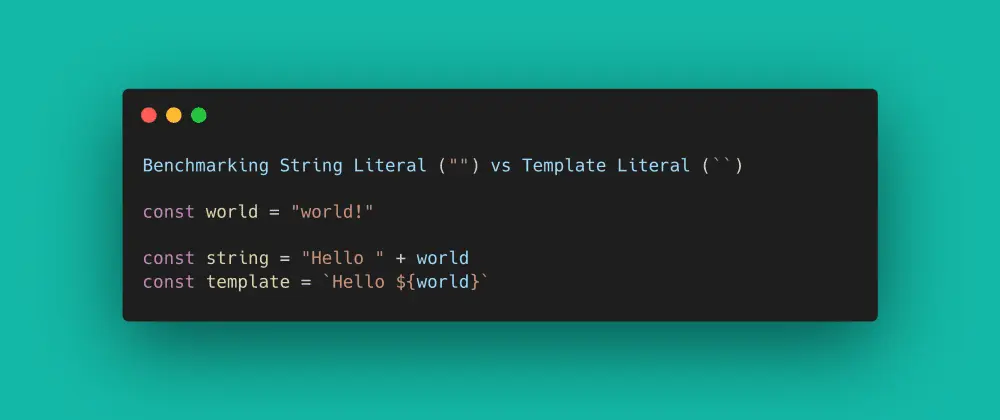 Benchmarking String Literal ("") vs Template Literal (``)
const world = "world!"
const string = "Hello " + world
const template = `Hello ${world}`